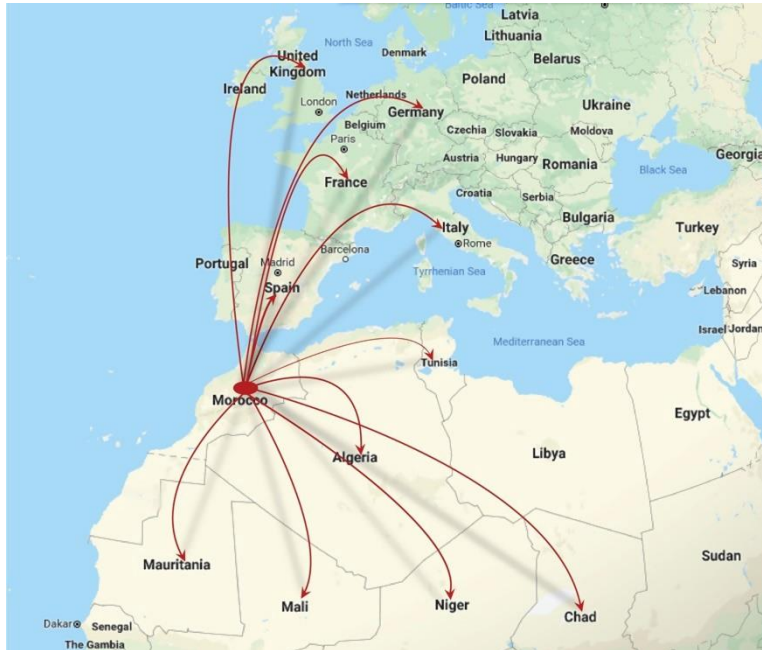 Baltic Sea
Latvia
Lithuania
North Sea
Denmark
United
Kingdom
Belarus
Ireland
Poland
Netherlands
London
Germany
Ukraine
Belgium
Czechia
Slovakia
Moldova
Paris
Austria
Hungary
Georgia
Romania
Black Sea
France
Croatia
Serbia
Bulgaria
Italy
Turkey
Rome
Barcelona
Portugal
Madrid
Greece
Tyrrhenian Sea
Syria
Spain
Lebanon
Israel
Jordan
Mediterranean Sea
Tunisia
Morocco
Egypt
Algeria
Libya
Sudan
Mauritania
Mali
Niger
Chad
Dakar
Senegal
The Gambia